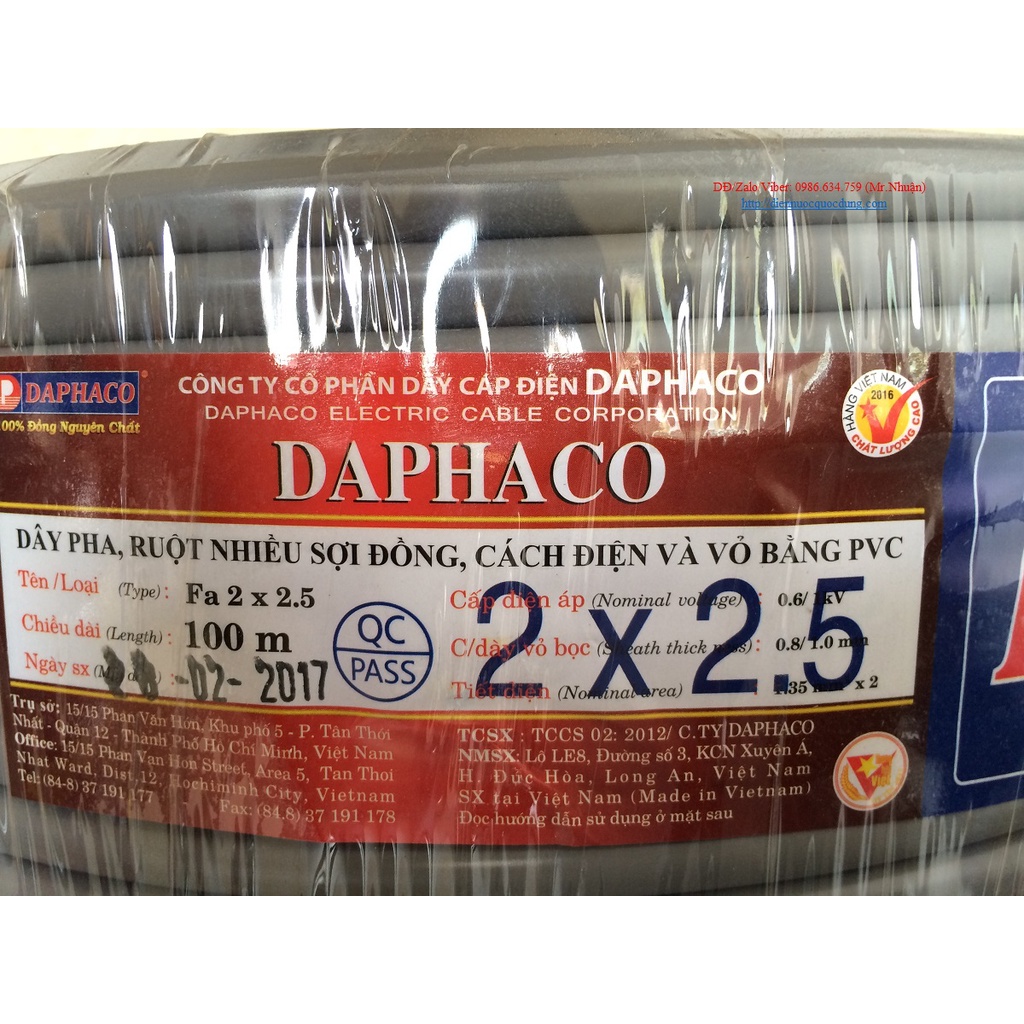 DĐ/Zalo/Viber: 0986.634.759 (Mr.Nhuận)
http://diennuocquocdung.com
DAPHACO®
100% Đồng Nguyên Chất
CÔNG TY CỔ PHẦN DÂY CÁP ĐIỆN DAPHACO
DAPHACO ELECTRIC CABLE CORPORATION
DAPHACO
HÀNG VIỆT NAM
2016
CHẤT LƯỢNG CAO
DÂY PHA, RUỘT NHIỀU SỢI ĐỒNG, CÁCH ĐIỆN VÀ VỎ BẰNG PVC
Tên /Loại (Type) : Fa 2 x 2.5
Chiều dài (Length) : 100 m
Ngày sx -02- 2017
QC
PASS
Cấp điện áp (Nominal voltage) : 0.6/ 1kV
C/dày vỏ bọc (Sheath thick ness) : 0.8/ 1.0 mm
Tiết diện (Nominal area) : x 2
2 x 2.5
Trụ sở: 15/15 Phan Văn Hớn, Khu phố 5 - P. Tân Thới
Nhất - Quận 12 - Thành Phố Hồ Chí Minh, Việt Nam
Office: 15/15 Phan Van Hon Street, Area 5, Tan Thoi
Nhat Ward, Dist.12, Hochiminh City, Vietnam
Tel: (84-8) 37 191 177
Fax: (84.8) 37 191 178
TCSX : TCCS 02: 2012/ C.TY DAPHACO
NMSX: Lô LE8, Đường số 3, KCN Xuyên Á,
H. Đức Hòa, Long An, Việt Nam
SX tại Việt Nam (Made in Vietnam)
Đọc hướng dẫn sử dụng ở mặt sau